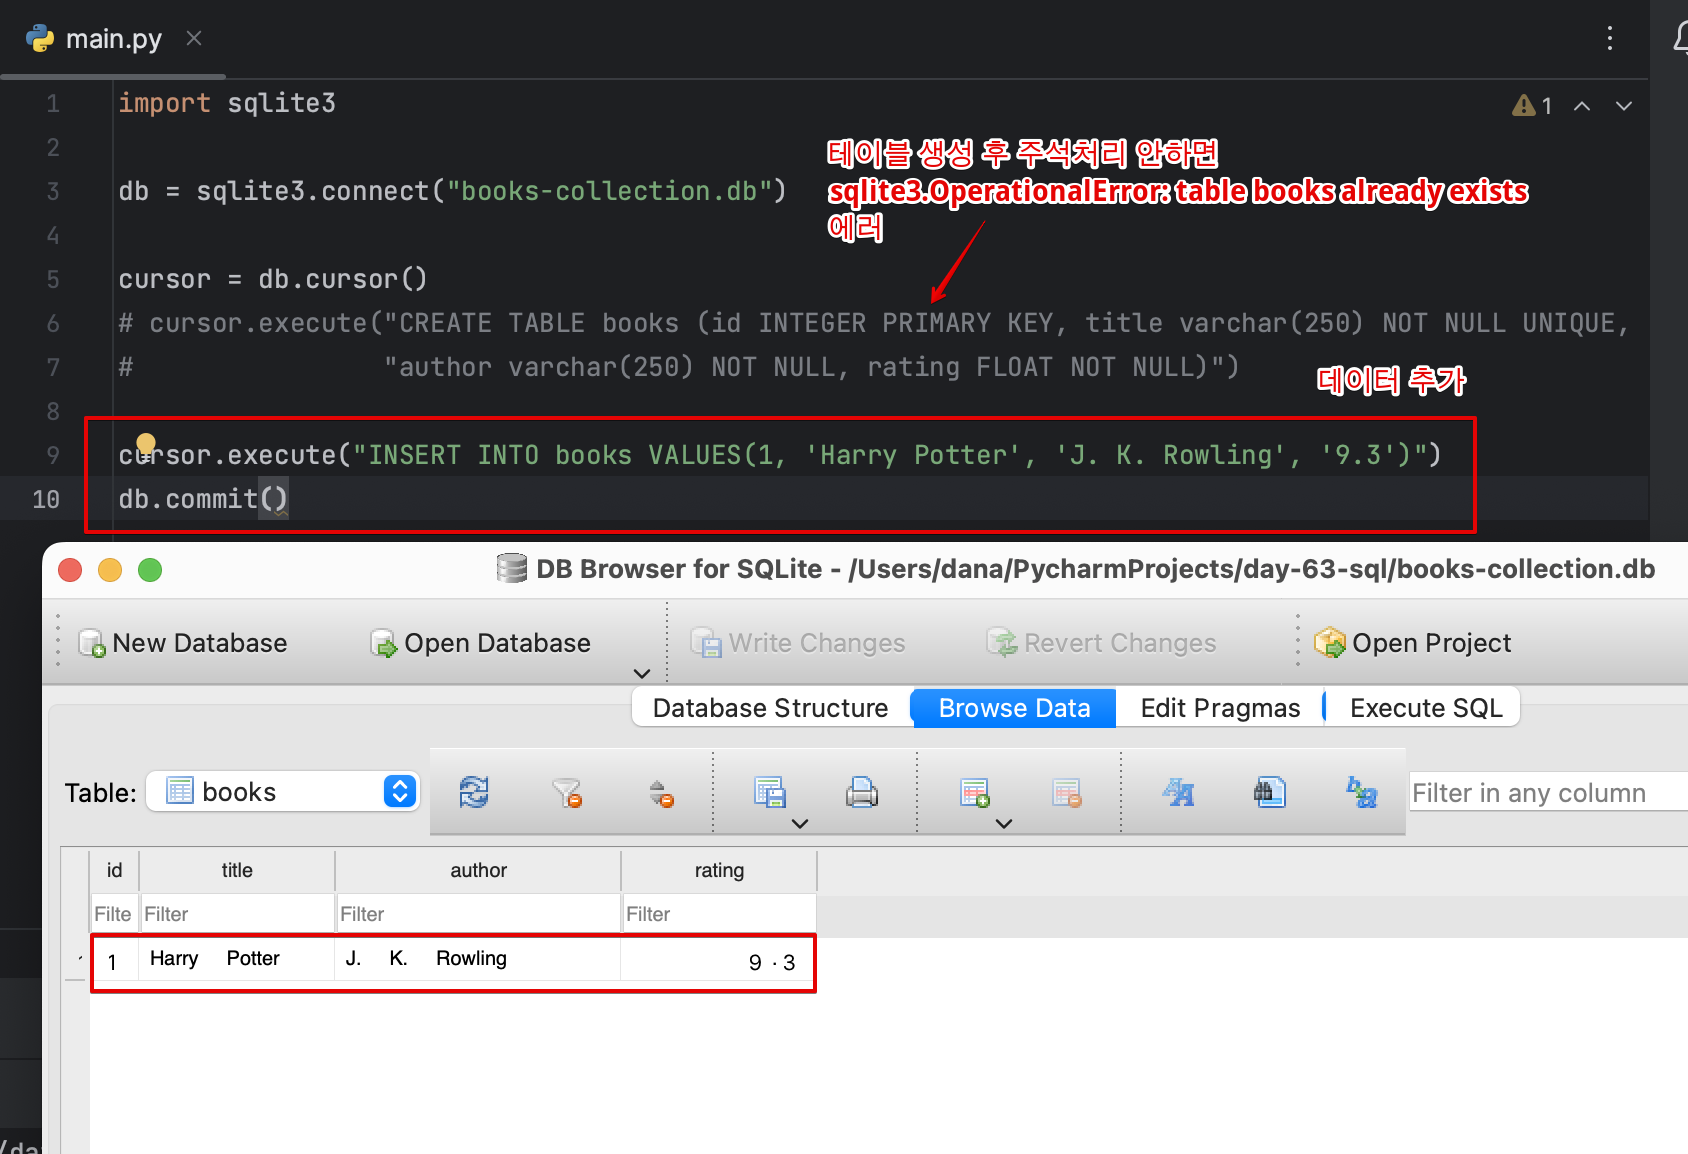 main.py
1 import sqlite3
1
2
테이블 생성 후 주석처리 안하면
3 db = sqlite3.connect("books-collection.db")
sqlite3.OperationalError: table books already exists
에러
4
5 cursor = db.cursor()
6 # cursor.execute("CREATE TABLE books (id INTEGER PRIMARY KEY, title varchar(250) NOT NULL UNIQUE,
7 # "author varchar(250) NOT NULL, rating FLOAT NOT NULL)")
데이터 추가
8
9 cursor.execute("INSERT INTO books VALUES(1, 'Harry Potter', 'J. K. Rowling', '9.3')")
10 db.commit()
DB Browser for SQLite - /Users/dana/PycharmProjects/day-63-sql/books-collection.db
New Database Open Database Write Changes Revert Changes Open Project
Database Structure Browse Data Edit Pragmas Execute SQL
Table: books Filter in any column
id title author rating
Filte Filter Filter Filter
1 Harry Potter J. K. Rowling 9.3